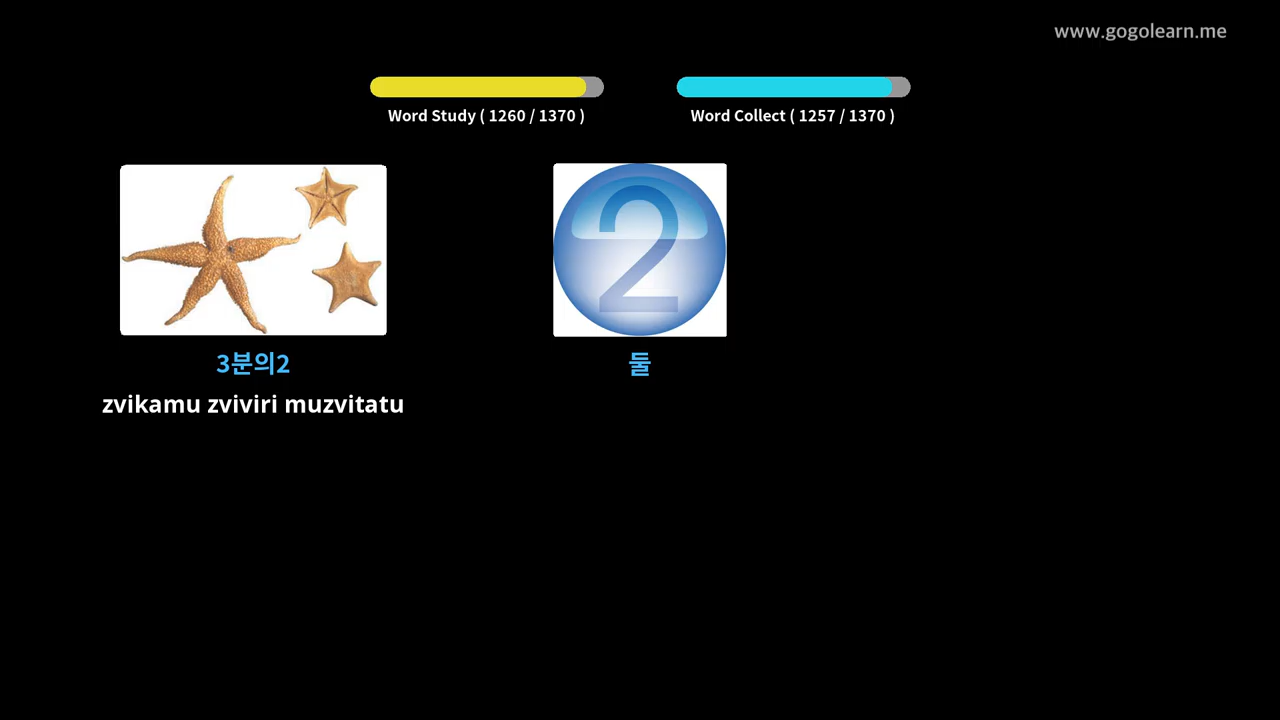 www.gogolearn.me
Word Study ( 1260 / 1370 )
Word Collect ( 1257 / 1370 )
2
3분의2
둘
zvikamu zviviri muzvitatu